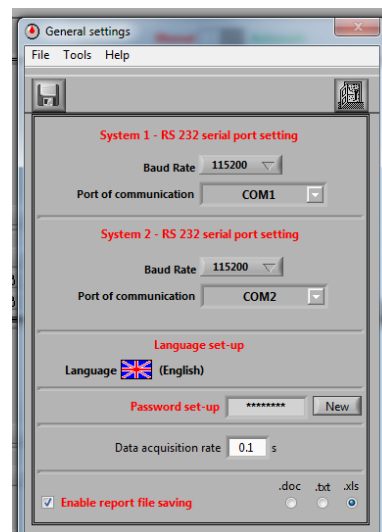 General settings
File Tools Help
System 1 - RS 232 serial port setting
Baud Rate 115200
Port of communication COM1
System 2 - RS 232 serial port setting
Baud Rate 115200
Port of communication COM2
Language set-up
Language (English)
Password set-up ******** New
Data acquisition rate 0.1 s
.doc .txt .xls
Enable report file saving